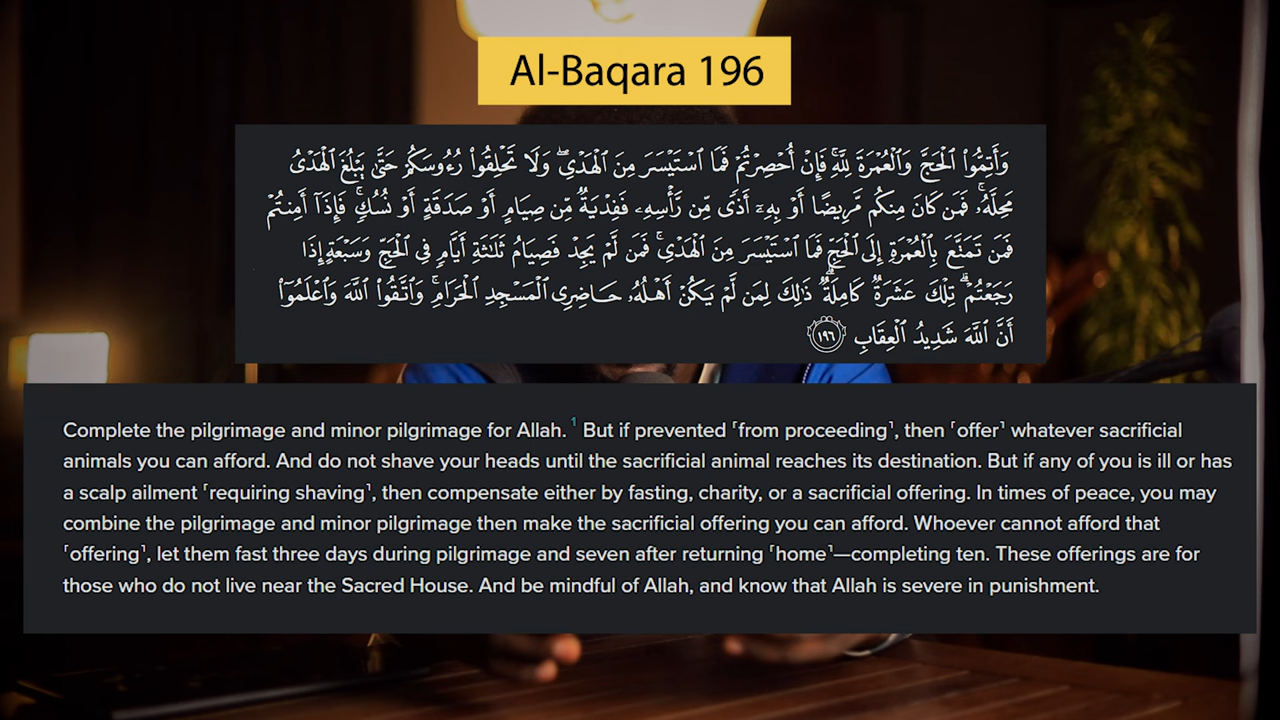 Al-Baqara 196
وَأَتِمُّوا۟ ٱلْحَجَّ وَٱلْعُمْرَةَ لِلَّهِ ۚ فَإِنْ أُحْصِرْتُمْ فَمَا ٱسْتَيْسَرَ مِنَ ٱلْهَدْىِ ۖ وَلَا تَحْلِقُوا۟ رُءُوسَكُمْ حَتَّىٰ يَبْلُغَ ٱلْهَدْىُ
مَحِلَّهُۥ ۚ فَمَن كَانَ مِنكُم مَّرِيضًا أَوْ بِهِۦٓ أَذًى مِّن رَّأْسِهِۦ فَفِدْيَةٌ مِّن صِيَامٍ أَوْ صَدَقَةٍ أَوْ نُسُكٍ ۚ فَإِذَآ أَمِنتُمْ
فَمَن تَمَتَّعَ بِٱلْعُمْرَةِ إِلَى ٱلْحَجِّ فَمَا ٱسْتَيْسَرَ مِنَ ٱلْهَدْىِ ۚ فَمَن لَّمْ يَجِدْ فَصِيَامُ ثَلَـٰثَةِ أَيَّامٍ فِى ٱلْحَجِّ وَسَبْعَةٍ إِذَا
رَجَعْتُمْ ۗ تِلْكَ عَشَرَةٌ كَامِلَةٌ ۗ ذَٰلِكَ لِمَن لَّمْ يَكُنْ أَهْلُهُۥ حَاضِرِى ٱلْمَسْجِدِ ٱلْحَرَامِ ۚ وَٱتَّقُوا۟ ٱللَّهَ وَٱعْلَمُوٓا۟
أَنَّ ٱللَّهَ شَدِيدُ ٱلْعِقَابِ ١٩٦
Complete the pilgrimage and minor pilgrimage for Allah.¹ But if prevented ˹from proceeding˺, then ˹offer˺ whatever sacrificial
animals you can afford. And do not shave your heads until the sacrificial animal reaches its destination. But if any of you is ill or has
a scalp ailment ˹requiring shaving˺, then compensate either by fasting, charity, or a sacrificial offering. In times of peace, you may
combine the pilgrimage and minor pilgrimage then make the sacrificial offering you can afford. Whoever cannot afford that
˹offering˺, let them fast three days during pilgrimage and seven after returning ˹home˺—completing ten. These offerings are for
those who do not live near the Sacred House. And be mindful of Allah, and know that Allah is severe in punishment.